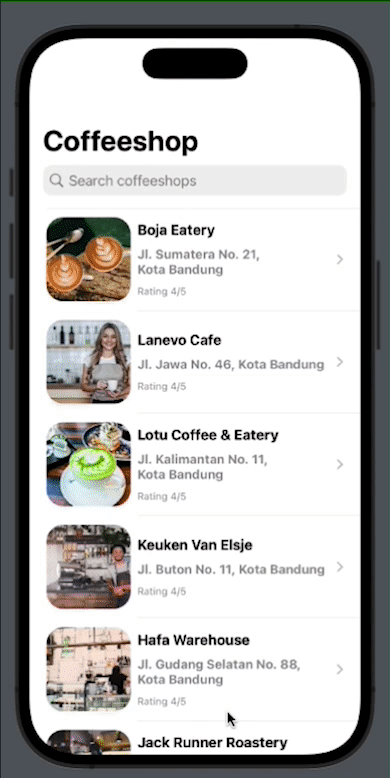 Coffeeshop
Search coffeeshops
Boja Eatery
Jl. Sumatera No. 21,
Kota Bandung
Rating 4/5
Lanevo Cafe
Jl. Jawa No. 46, Kota Bandung
Rating 4/5
Lotu Coffee & Eatery
Jl. Kalimantan No. 11,
Kota Bandung
Rating 4/5
Keuken Van Elsje
Jl. Buton No. 11, Kota Bandung
Rating 4/5
Hafa Warehouse
Jl. Gudang Selatan No. 88,
Kota Bandung
Rating 4/5
Jack Runner Roastery